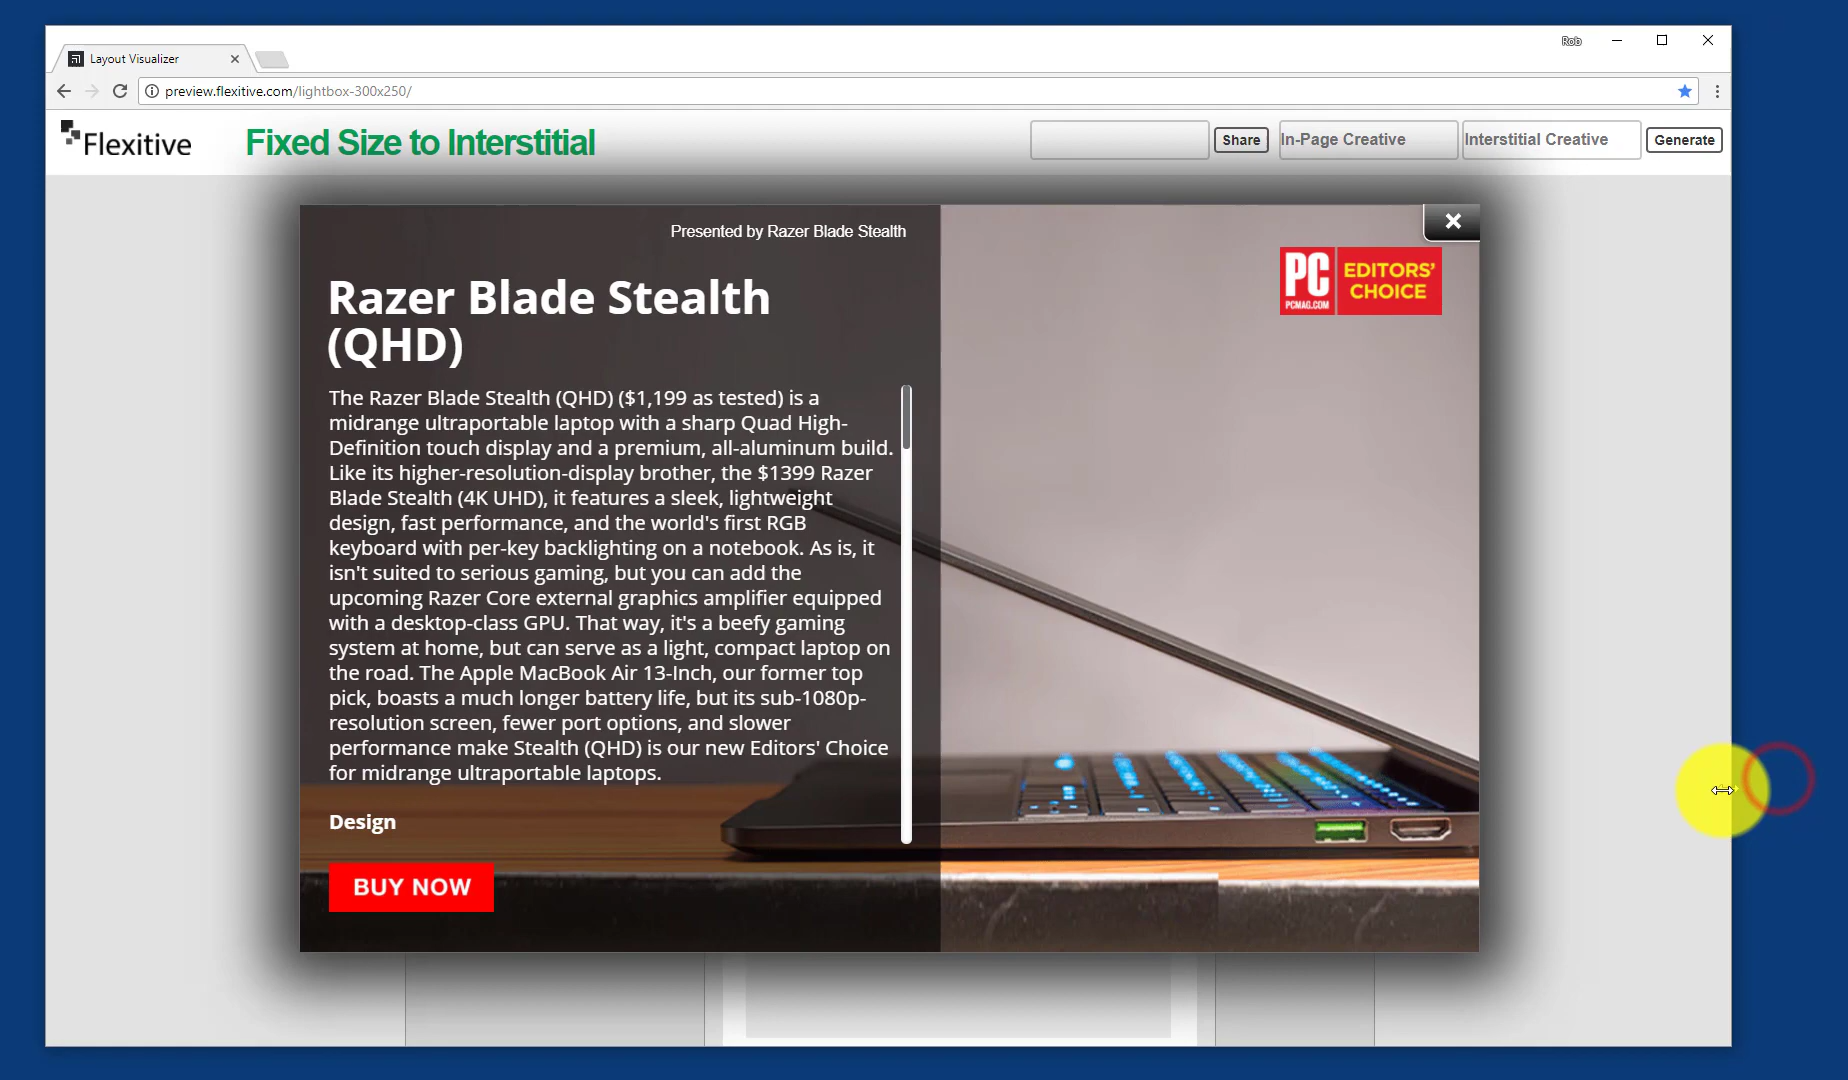 Rob
Layout Visualizer
preview.flexitive.com/lightbox-300x250/
Flexitive
Fixed Size to Interstitial
Share
In-Page Creative
Interstitial Creative
Generate
Presented by Razer Blade Stealth
PC
PCMAG.COM
EDITORS'
CHOICE
Razer Blade Stealth
(QHD)
The Razer Blade Stealth (QHD) ($1,199 as tested) is a
midrange ultraportable laptop with a sharp Quad High-
Definition touch display and a premium, all-aluminum build.
Like its higher-resolution-display brother, the $1399 Razer
Blade Stealth (4K UHD), it features a sleek, lightweight
design, fast performance, and the world's first RGB
keyboard with per-key backlighting on a notebook. As is, it
isn't suited to serious gaming, but you can add the
upcoming Razer Core external graphics amplifier equipped
with a desktop-class GPU. That way, it's a beefy gaming
system at home, but can serve as a light, compact laptop on
the road. The Apple MacBook Air 13-Inch, our former top
pick, boasts a much longer battery life, but its sub-1080p-
resolution screen, fewer port options, and slower
performance make Stealth (QHD) is our new Editors' Choice
for midrange ultraportable laptops.
Design
BUY NOW